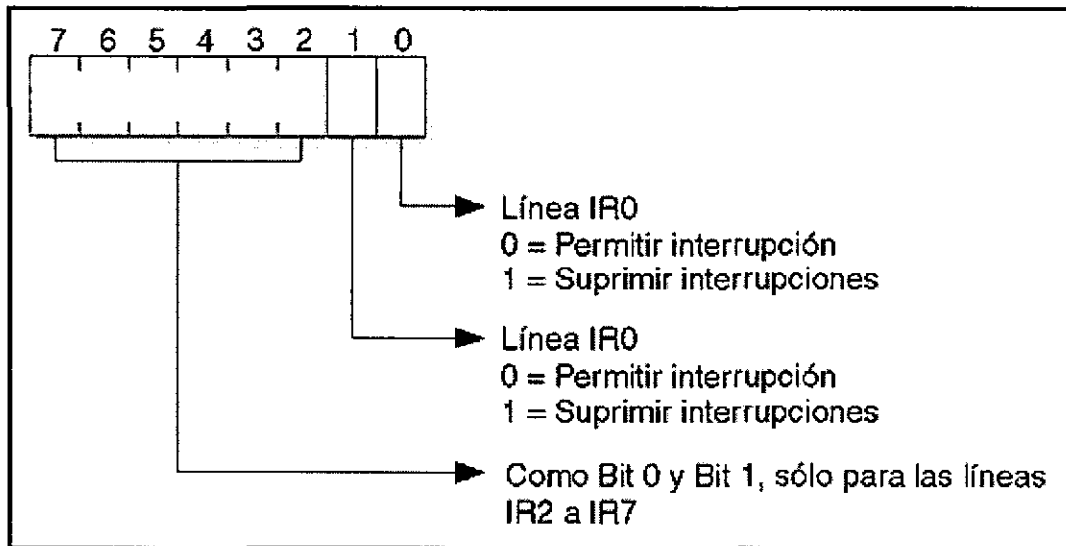 7 6 5 4 3 2 1 0
Línea IR0
0 = Permitir interrupción
1 = Suprimir interrupciones
Línea IR0
0 = Permitir interrupción
1 = Suprimir interrupciones
Como Bit 0 y Bit 1, sólo para las líneas
IR2 a IR7